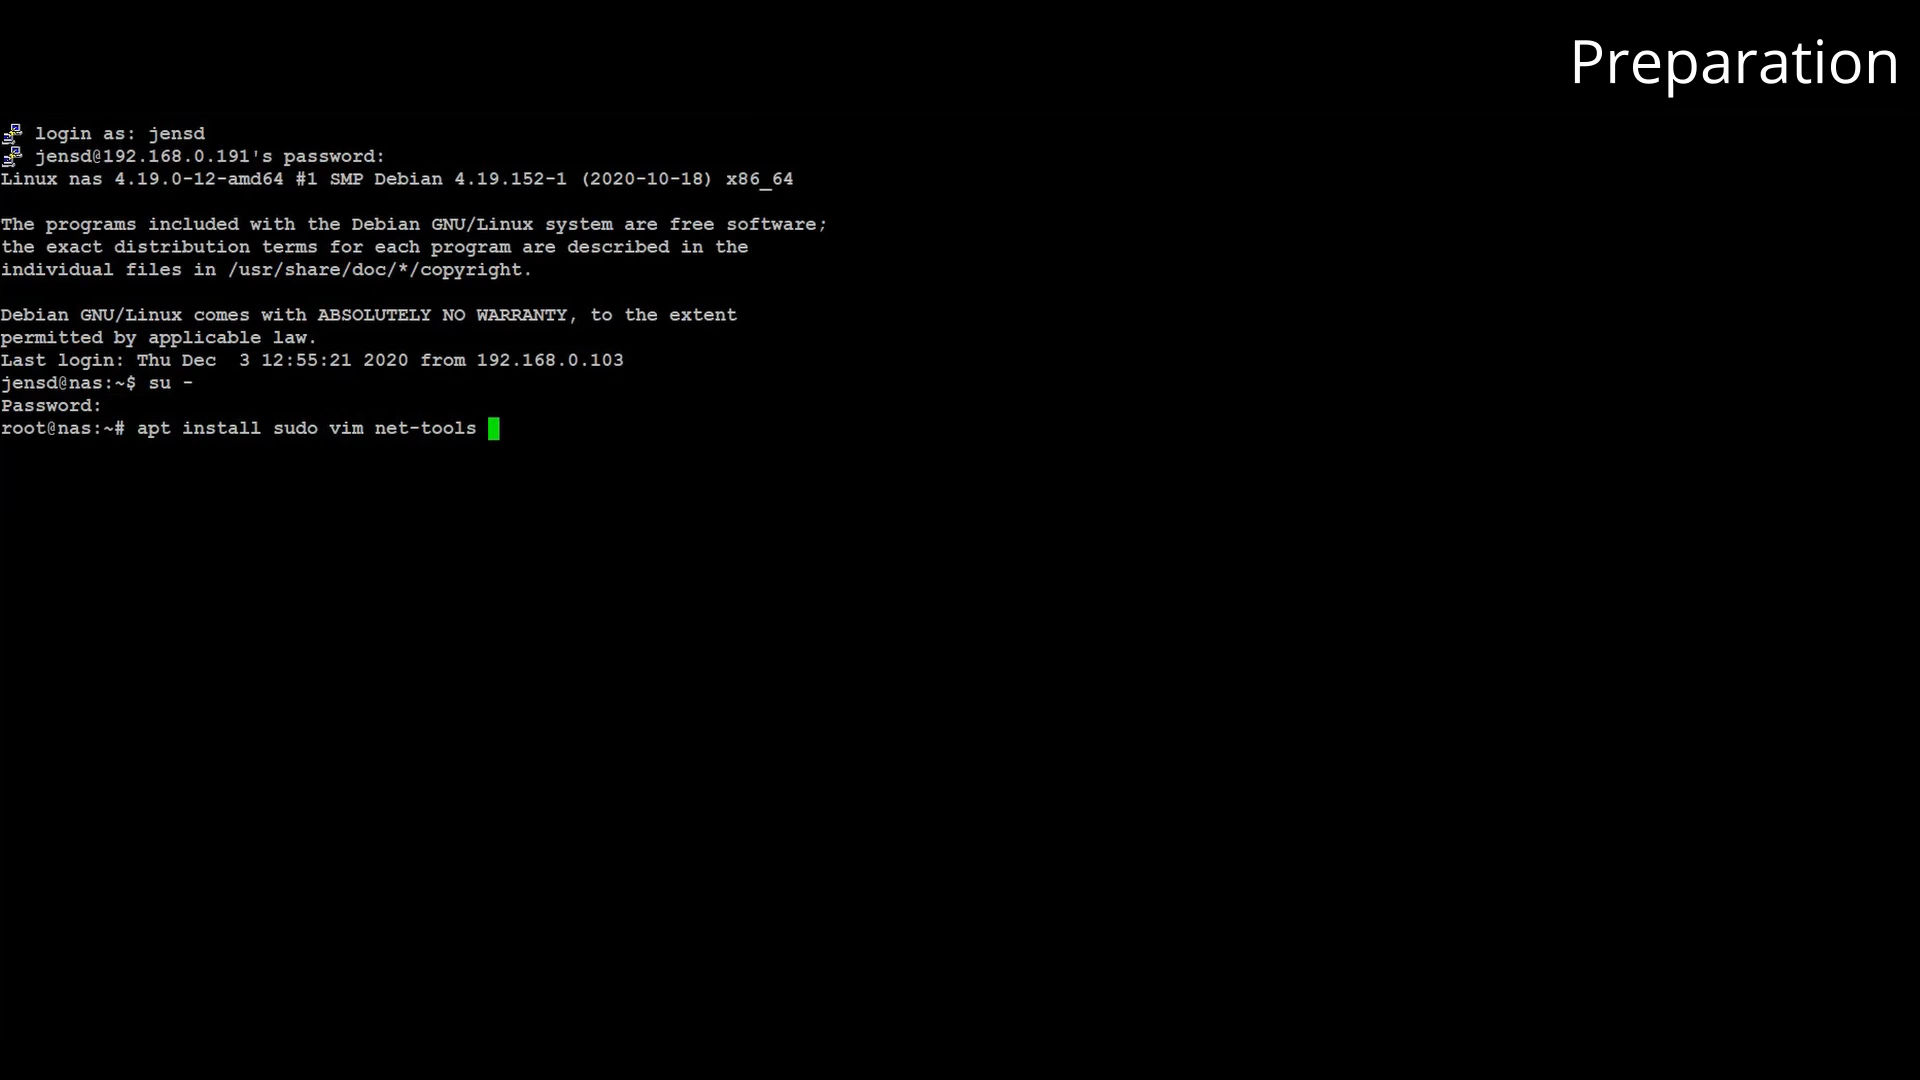 Preparation
login as: jensd
jensd@192.168.0.191's password:
Linux nas 4.19.0-12-amd64 #1 SMP Debian 4.19.152-1 (2020-10-18) x86_64
The programs included with the Debian GNU/Linux system are free software;
the exact distribution terms for each program are described in the
individual files in /usr/share/doc/*/copyright.
Debian GNU/Linux comes with ABSOLUTELY NO WARRANTY, to the extent
permitted by applicable law.
Last login: Thu Dec  3 12:55:21 2020 from 192.168.0.103
jensd@nas:~$ su -
Password:
root@nas:~# apt install sudo vim net-tools